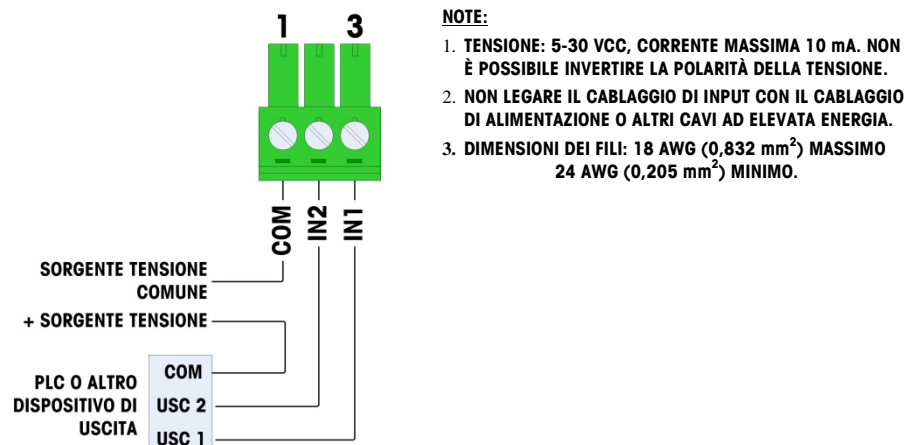 1 3
COM IN2 IN1
SORGENTE TENSIONE
COMUNE
+ SORGENTE TENSIONE
PLC O ALTRO
DISPOSITIVO DI
USCITA
COM
USC 2
USC 1
NOTE:
1. TENSIONE: 5-30 VCC, CORRENTE MASSIMA 10 mA. NON
È POSSIBILE INVERTIRE LA POLARITÀ DELLA TENSIONE.
2. NON LEGARE IL CABLAGGIO DI INPUT CON IL CABLAGGIO
DI ALIMENTAZIONE O ALTRI CAVI AD ELEVATA ENERGIA.
3. DIMENSIONI DEI FILI: 18 AWG (0,832 mm²) MASSIMO
24 AWG (0,205 mm²) MINIMO.